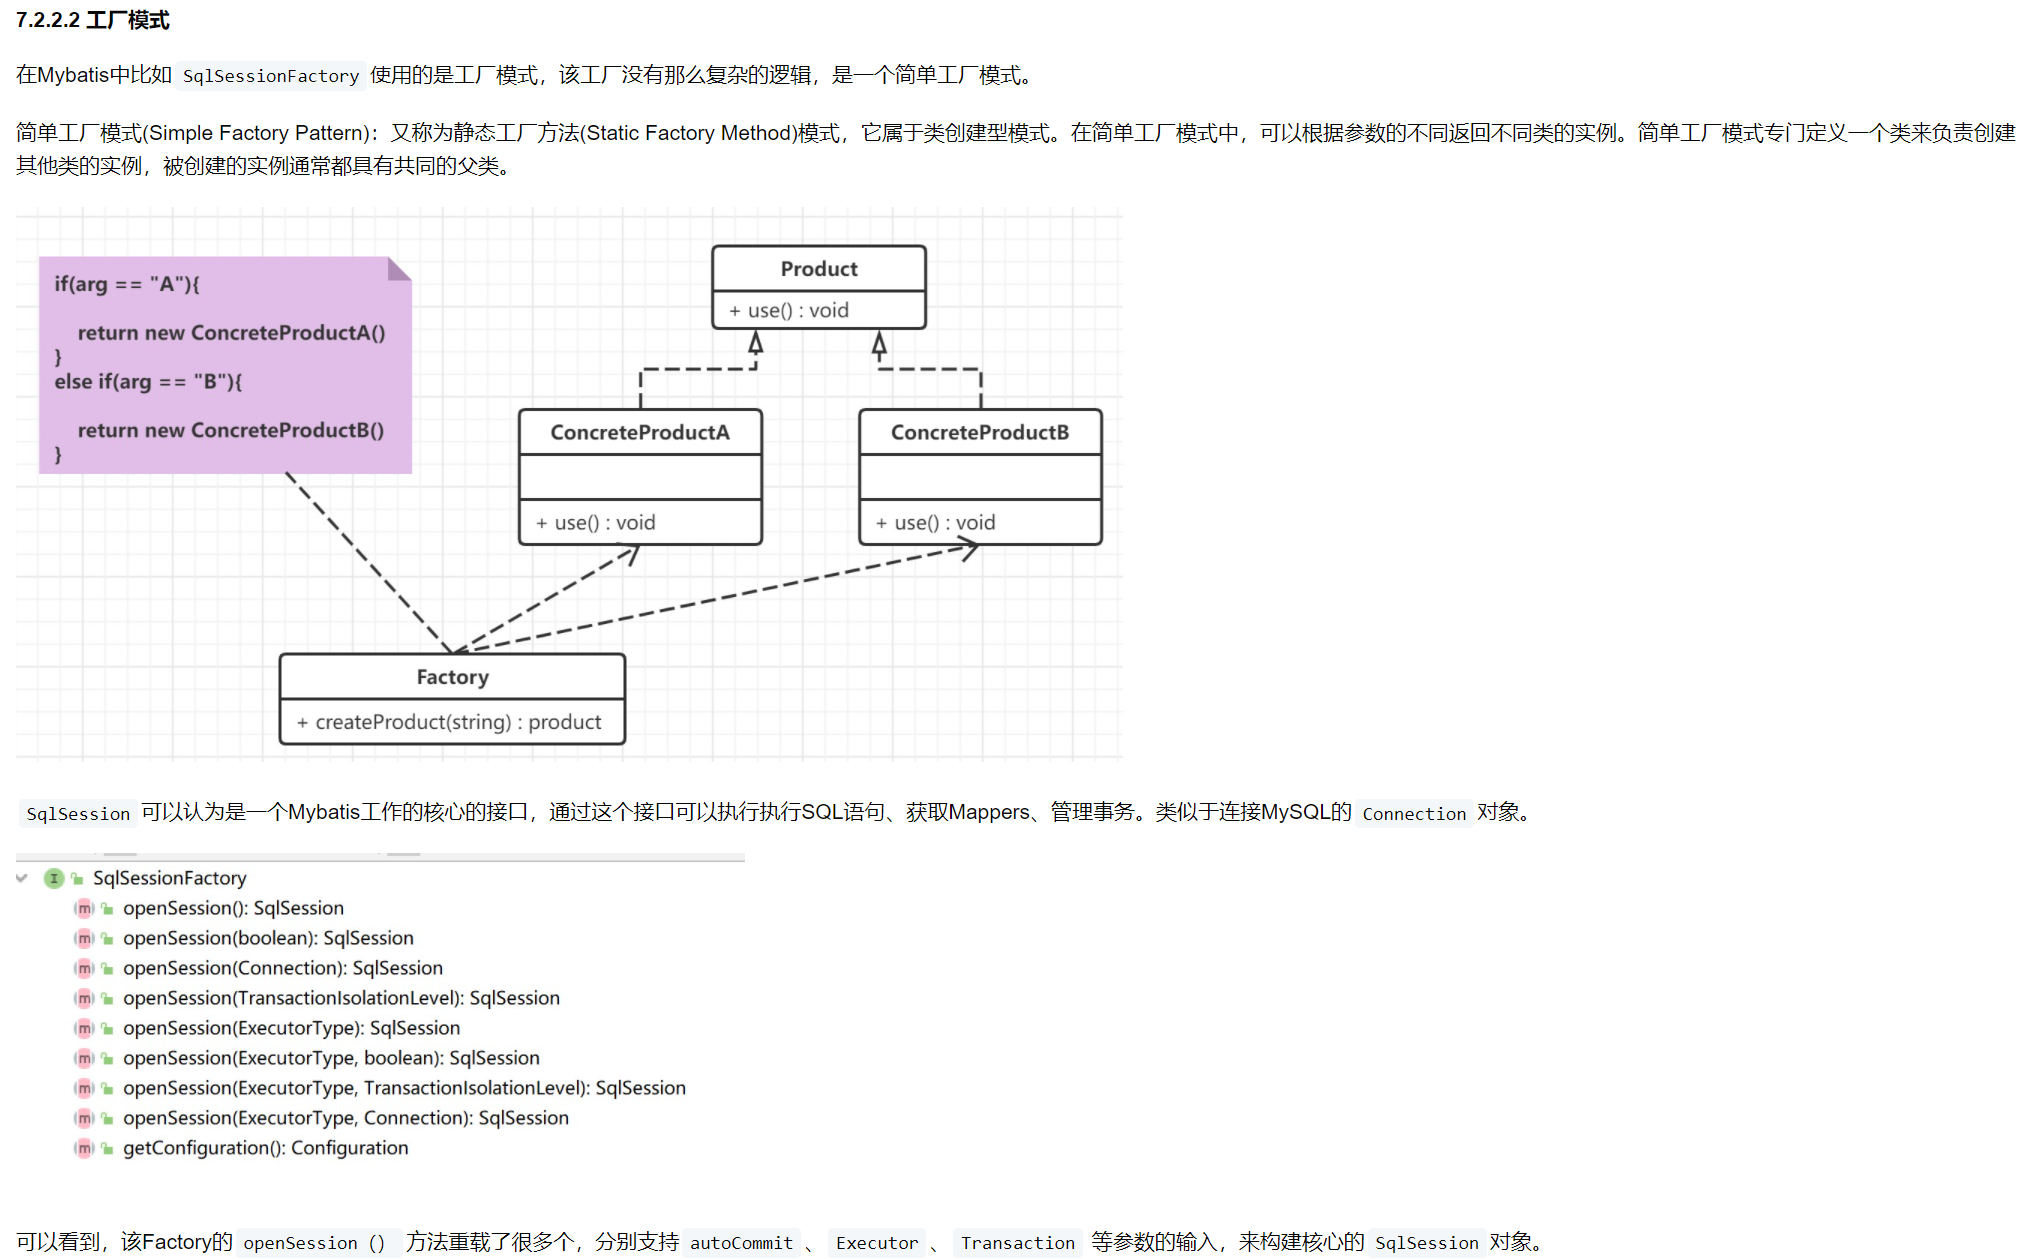 7.2.2.2 工厂模式
在Mybatis中比如 SqlSessionFactory 使用的是工厂模式，该工厂没有那么复杂的逻辑，是一个简单工厂模式。
简单工厂模式(Simple Factory Pattern)：又称为静态工厂方法(Static Factory Method)模式，它属于类创建型模式。在简单工厂模式中，可以根据参数的不同返回不同类的实例。简单工厂模式专门定义一个类来负责创建
其他类的实例，被创建的实例通常都具有共同的父类。
if(arg == "A"){
return new ConcreteProductA()
}
else if(arg == "B"){
return new ConcreteProductB()
}
Product
+ use() : void
ConcreteProductA
+ use() : void
ConcreteProductB
+ use() : void
Factory
+ createProduct(string) : product
SqlSession 可以认为是一个Mybatis工作的核心的接口，通过这个接口可以执行执行SQL语句、获取Mappers、管理事务。类似于连接MySQL的 Connection 对象。
I SqlSessionFactory
m openSession(): SqlSession
m openSession(boolean): SqlSession
m openSession(Connection): SqlSession
m openSession(TransactionIsolationLevel): SqlSession
m openSession(ExecutorType): SqlSession
m openSession(ExecutorType, boolean): SqlSession
m openSession(ExecutorType, TransactionIsolationLevel): SqlSession
m openSession(ExecutorType, Connection): SqlSession
m getConfiguration(): Configuration
可以看到，该Factory的 openSession () 方法重载了很多个，分别支持 autoCommit 、 Executor 、 Transaction 等参数的输入，来构建核心的 SqlSession 对象。